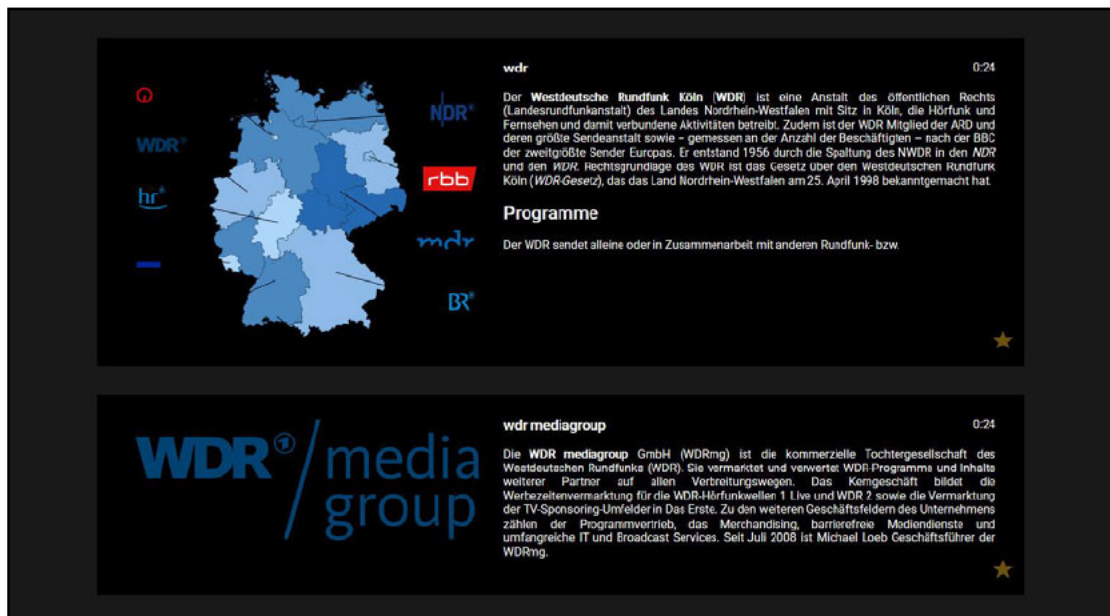 WDR
hr
NDR
rbb
mdr
BR
wdr 0:24
Der Westdeutsche Rundfunk Köln (WDR) ist eine Anstalt des öffentlichen Rechts
(Landesrundfunkanstalt) des Landes Nordrhein-Westfalen mit Sitz in Köln, die Hörfunk und
Fernsehen und damit verbundene Aktivitäten betreibt. Zudem ist der WDR Mitglied der ARD und
deren größte Sendeanstalt sowie – gemessen an der Anzahl der Beschäftigten – nach der BBC
der zweitgrößte Sender Europas. Er entstand 1956 durch die Spaltung des NWDR in den NDR
und den WDR. Rechtsgrundlage des WDR ist das Gesetz über den Westdeutschen Rundfunk
Köln (WDR-Gesetz), das das Land Nordrhein-Westfalen am 25. April 1998 bekanntgemacht hat.
Programme
Der WDR sendet alleine oder in Zusammenarbeit mit anderen Rundfunk- bzw.
WDR / media
group
wdr mediagroup 0:24
Die WDR mediagroup GmbH (WDRmg) ist die kommerzielle Tochtergesellschaft des
Westdeutschen Rundfunks (WDR). Sie vermarktet und verwertet WDR-Programme und Inhalte
weiterer Partner auf allen Verbreitungswegen. Das Kerngeschäft bildet die
Werbezeitenvermarktung für die WDR-Hörfunkwellen 1 Live und WDR 2 sowie die Vermarktung
der TV-Sponsoring-Umfelder in Das Erste. Zu den weiteren Geschäftsfeldern des Unternehmens
zählen der Programmvertrieb, das Merchandising, barrierefreie Mediendienste und
umfangreiche IT und Broadcast Services. Seit Juli 2008 ist Michael Loeb Geschäftsführer der
WDRmg.